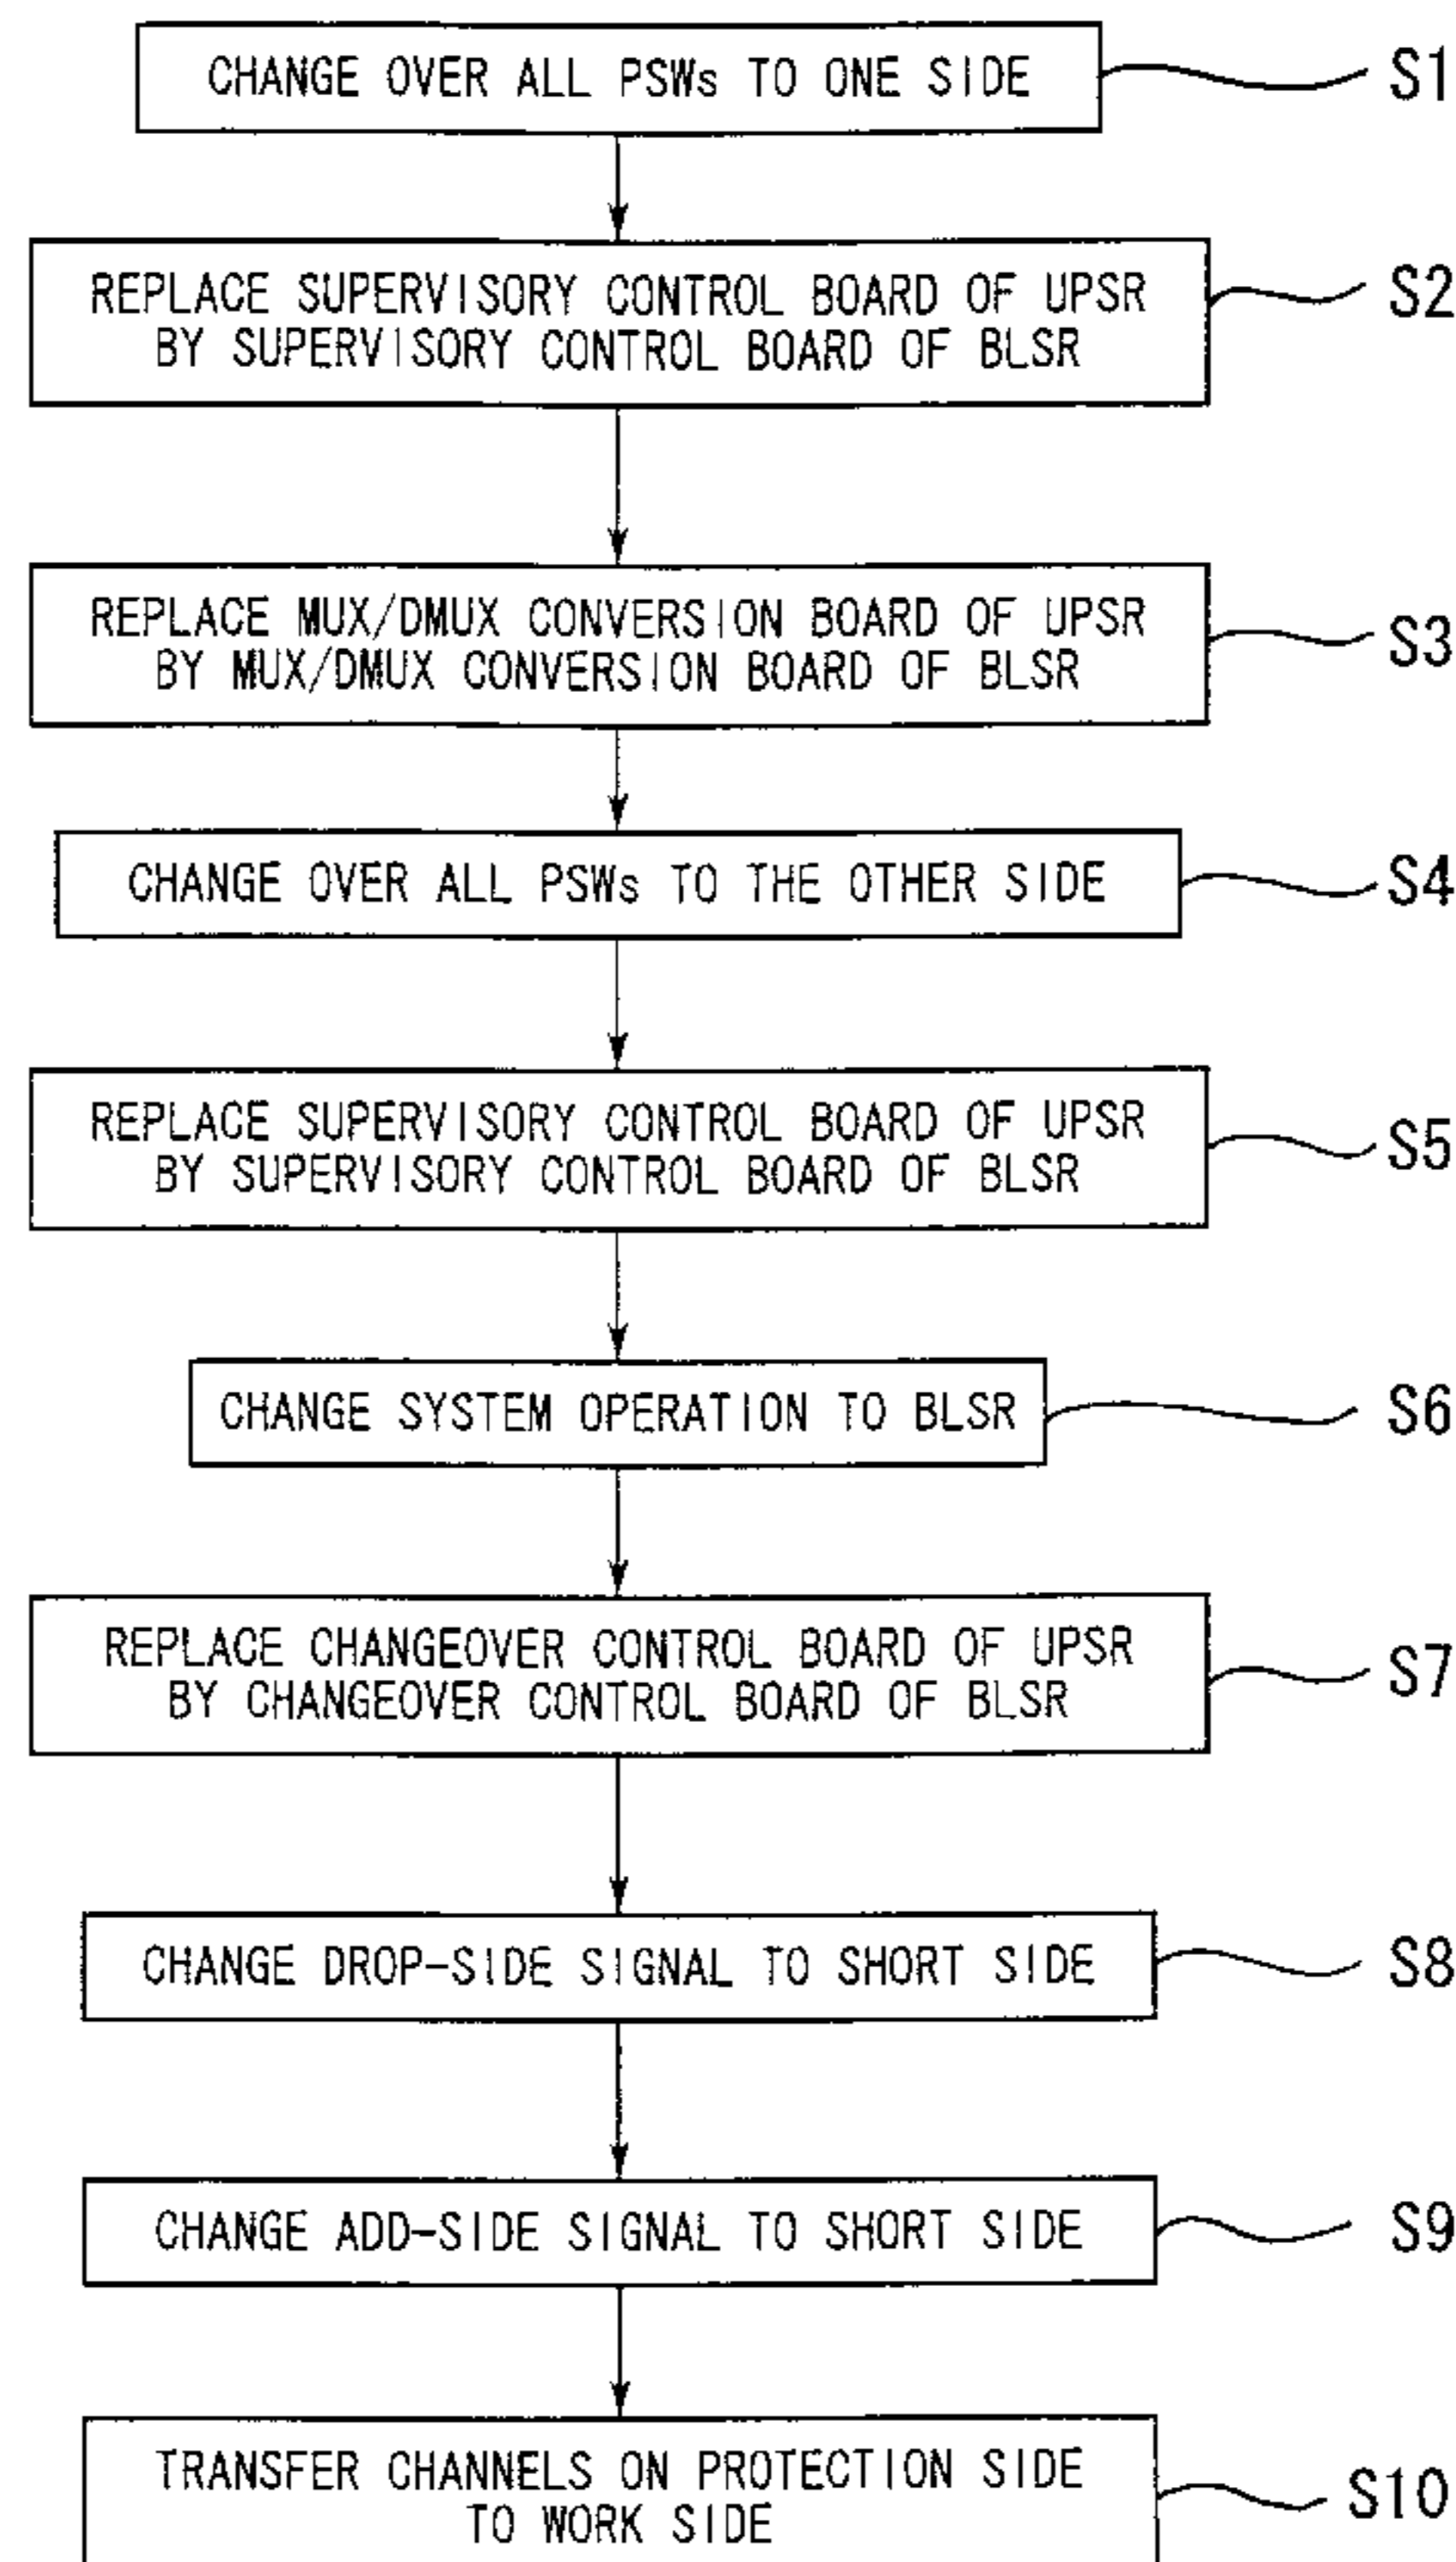 CHANGE OVER ALL PSWs TO ONE SIDE
S1
REPLACE SUPERVISORY CONTROL BOARD OF UPSR
BY SUPERVISORY CONTROL BOARD OF BLSR
S2
REPLACE MUX/DMUX CONVERSION BOARD OF UPSR
BY MUX/DMUX CONVERSION BOARD OF BLSR
S3
CHANGE OVER ALL PSWs TO THE OTHER SIDE
S4
REPLACE SUPERVISORY CONTROL BOARD OF UPSR
BY SUPERVISORY CONTROL BOARD OF BLSR
S5
CHANGE SYSTEM OPERATION TO BLSR
S6
REPLACE CHANGEOVER CONTROL BOARD OF UPSR
BY CHANGEOVER CONTROL BOARD OF BLSR
S7
CHANGE DROP-SIDE SIGNAL TO SHORT SIDE
S8
CHANGE ADD-SIDE SIGNAL TO SHORT SIDE
S9
TRANSFER CHANNELS ON PROTECTION SIDE
TO WORK SIDE
S10